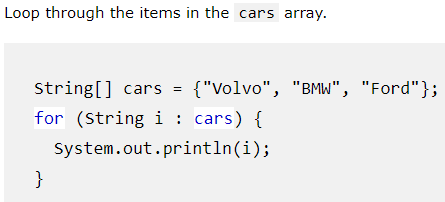 Loop through the items in the cars array.
String[] cars = {"Volvo", "BMW", "Ford"};
for (String i : cars) {
  System.out.println(i);
}